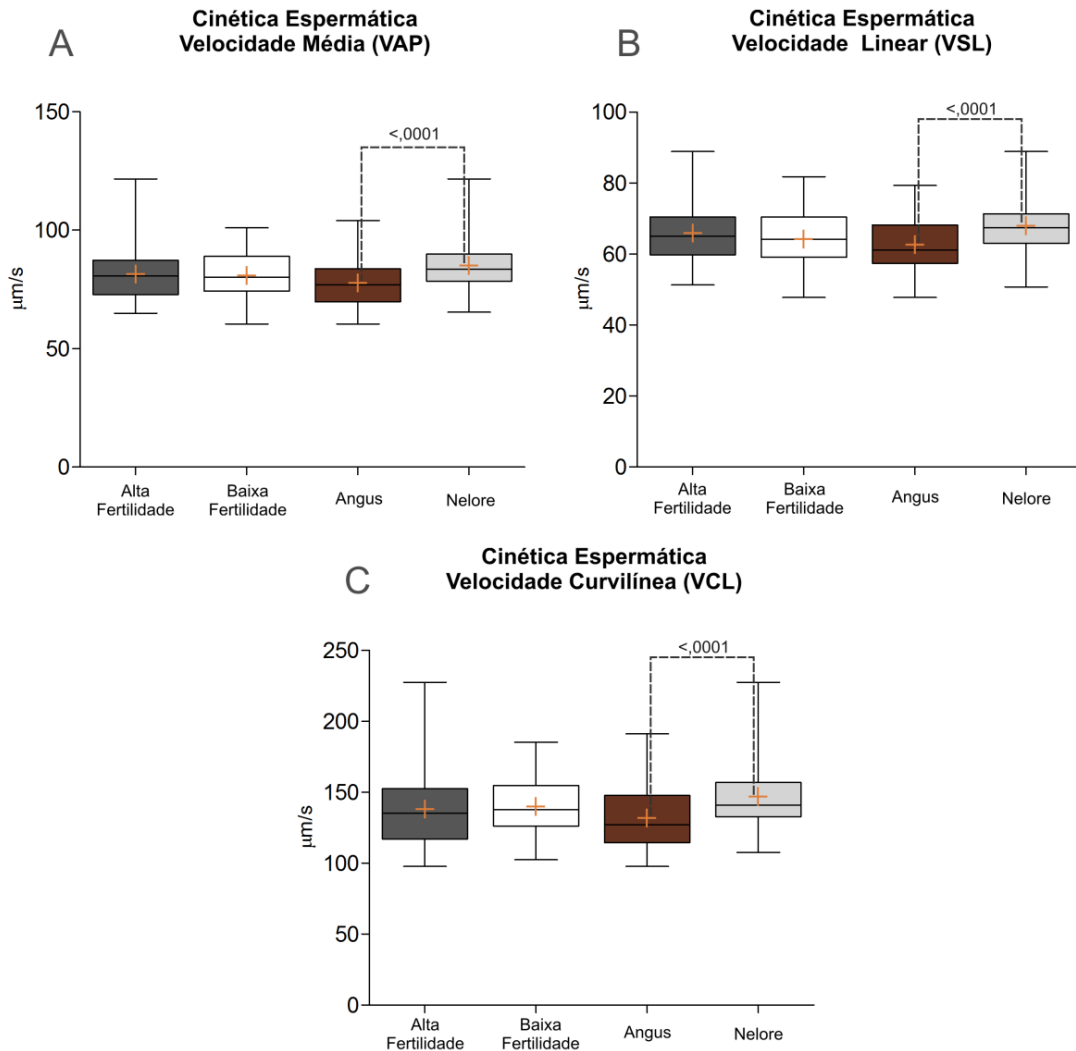 A
Cinética Espermática
Velocidade Média (VAP)
µm/s
150
100
50
0
<,0001
Alta
Fertilidade
Baixa
Fertilidade
Angus
Nelore
B
Cinética Espermática
Velocidade Linear (VSL)
µm/s
100
80
60
40
20
0
<,0001
Alta
Fertilidade
Baixa
Fertilidade
Angus
Nelore
C
Cinética Espermática
Velocidade Curvilínea (VCL)
µm/s
250
200
150
100
50
0
<,0001
Alta
Fertilidade
Baixa
Fertilidade
Angus
Nelore